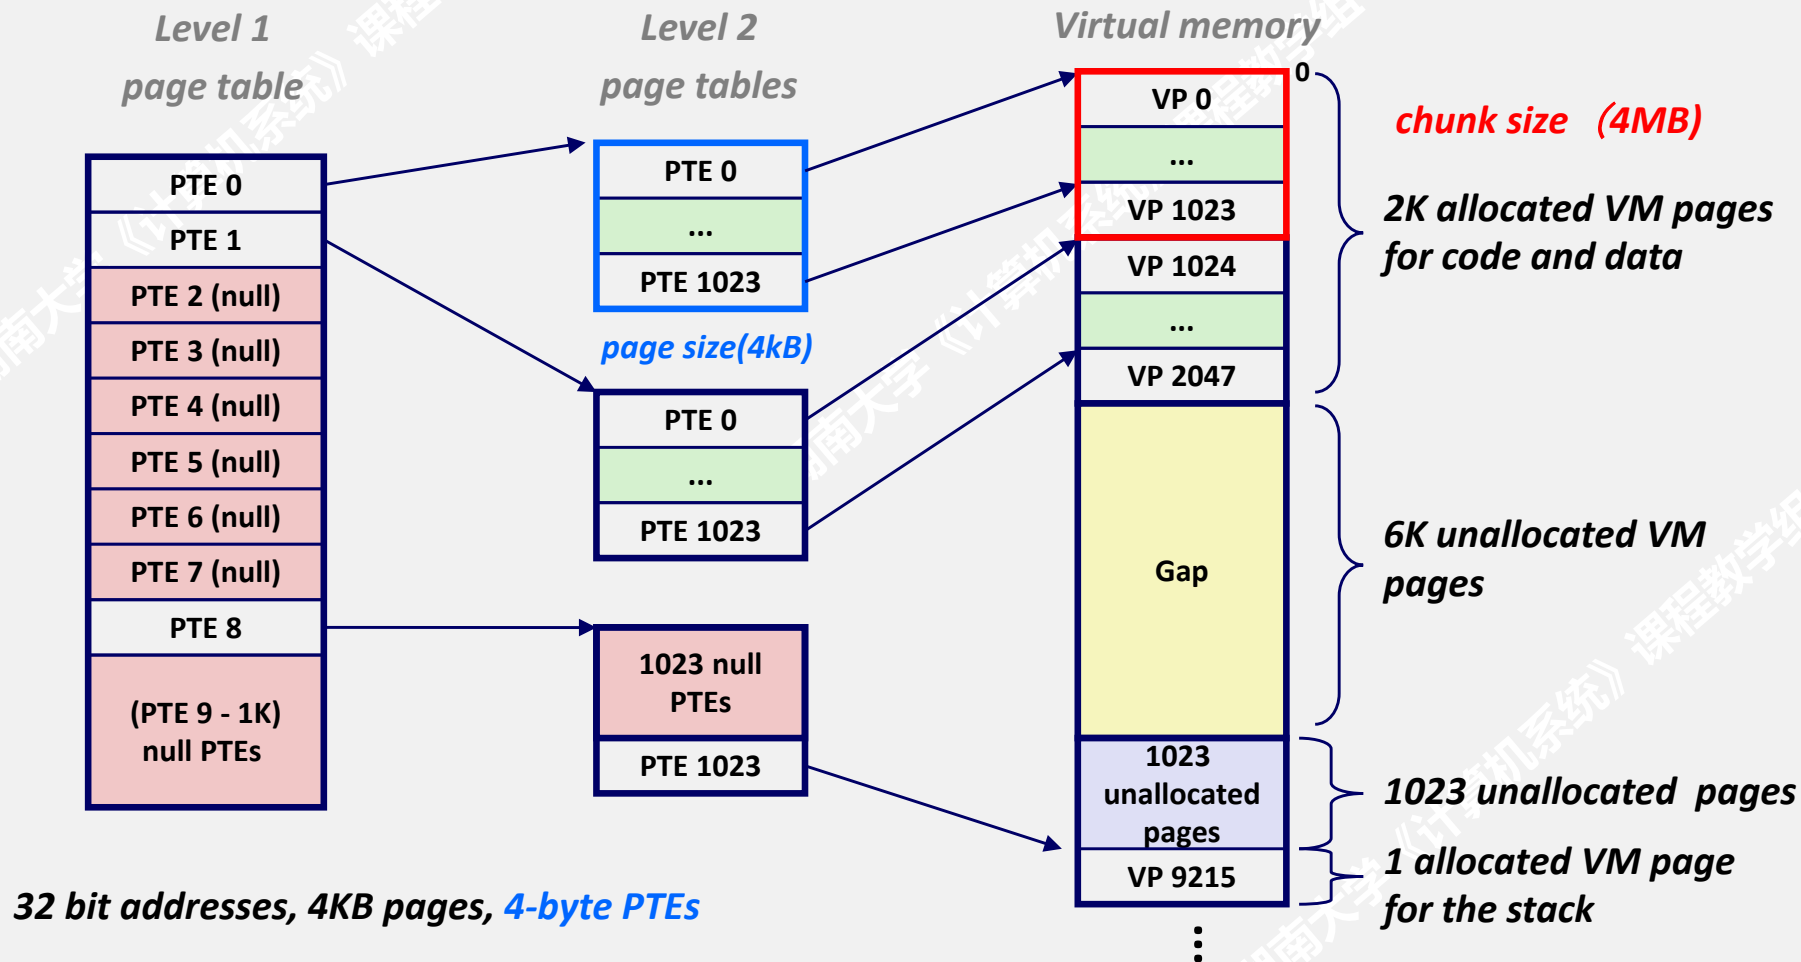 Level 1
page table
PTE 0
PTE 1
PTE 2 (null)
PTE 3 (null)
PTE 4 (null)
PTE 5 (null)
PTE 6 (null)
PTE 7 (null)
PTE 8
(PTE 9 - 1K)
null PTEs
Level 2
page tables
PTE 0
...
PTE 1023
page size(4kB)
PTE 0
...
PTE 1023
1023 null
PTEs
PTE 1023
Virtual memory
0
VP 0
...
VP 1023
VP 1024
...
VP 2047
Gap
1023
unallocated
pages
VP 9215
⋮
chunk size （4MB)
2K allocated VM pages
for code and data
6K unallocated VM
pages
1023 unallocated pages
1 allocated VM page
for the stack
32 bit addresses, 4KB pages, 4-byte PTEs